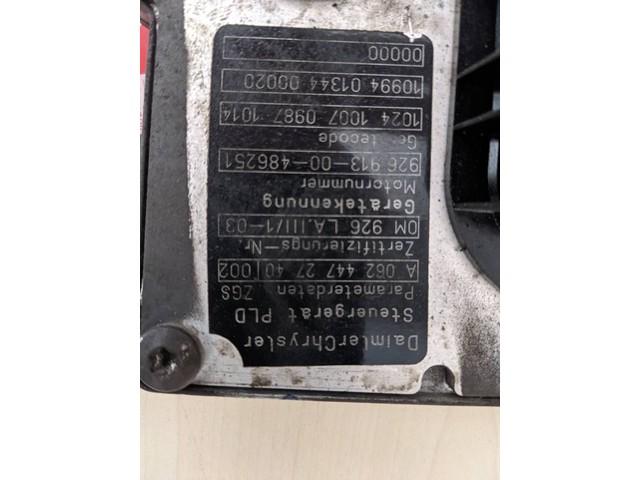 DaimlerChrysler
Steuergerät PLD
Parameterdaten ZGS
A 062 447 27 40 002
Zertifizierungs-Nr
OM 926 LA.III/1-03
Gerätekennung
Motornummer
926 913-00-486251
Gerätecode
1024 1007 0987 1014
10994 01344 00020
00000